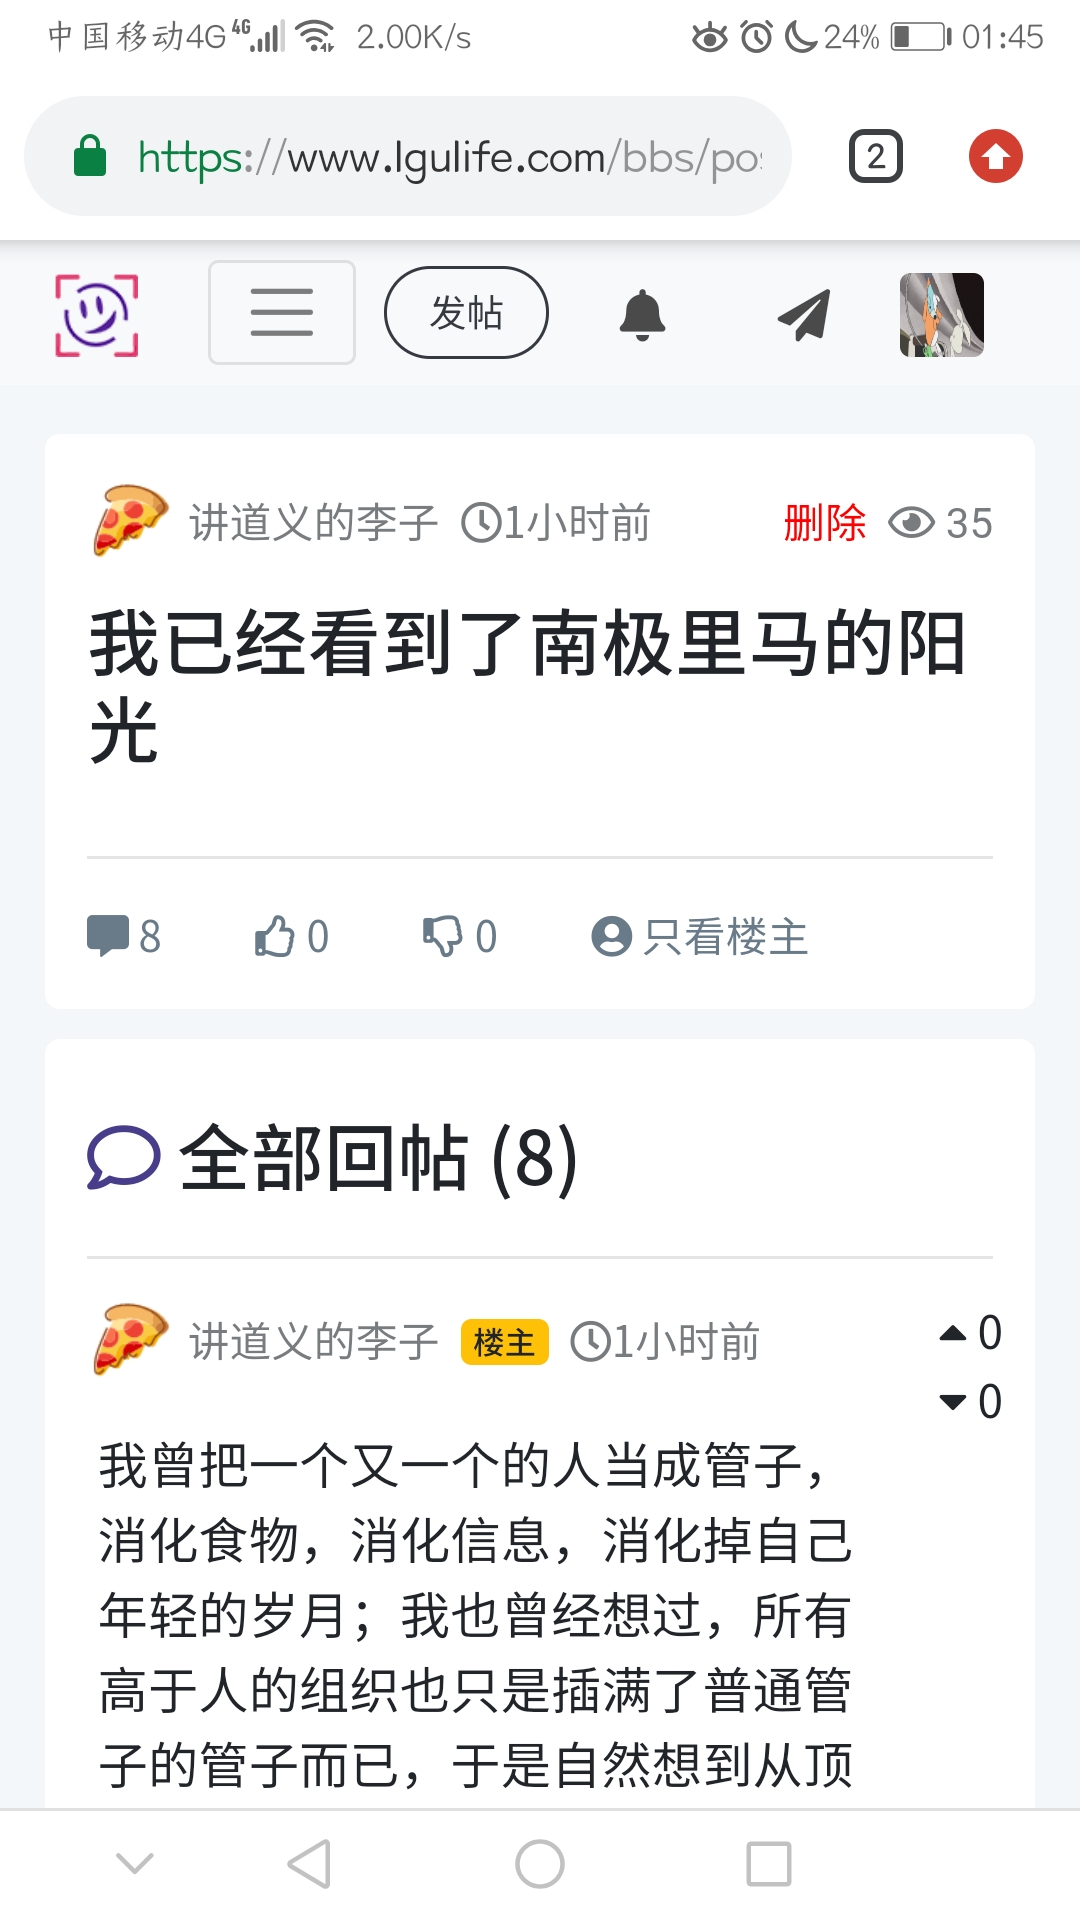 中国移动4G 4G 2.00K/s 24% 01:45
https://www.lgulife.com/bbs/pos
2
发帖
讲道义的李子 1小时前 删除 35
我已经看到了南极里马的阳
光
8 0 0 只看楼主
全部回帖 (8)
讲道义的李子 楼主 1小时前 0
0
我曾把一个又一个的人当成管子，
消化食物，消化信息，消化掉自己
年轻的岁月；我也曾经想过，所有
高于人的组织也只是插满了普通管
子的管子而已，于是自然想到从顶